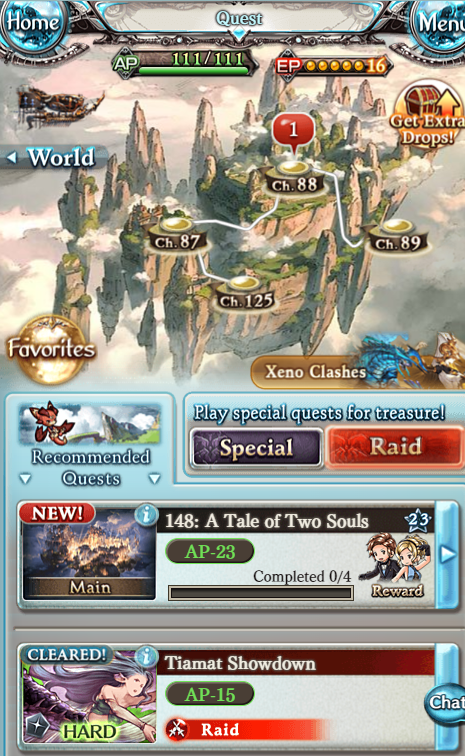 Home
Quest
Menu
AP 111/111
EP 16
Get Extra
Drops!
World
1
Ch. 88
Ch. 87
Ch. 89
Ch. 125
Favorites
Xeno Clashes
Recommended
Quests
Play special quests for treasure!
Special
Raid
NEW!
i
148: A Tale of Two Souls
23
AP-23
Completed 0/4
Main
Reward
CLEARED!
i
Tiamat Showdown
AP-15
HARD
Raid
Chat